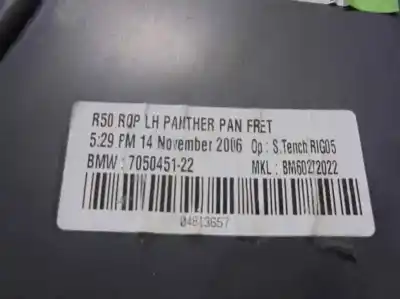 R50 RQP LH PANTHER PAN FRET
5:29 PM 14 November 2006 Op : S.Tench RIG05
BMW : 7050451-22 MKL : BM60272022
04813657